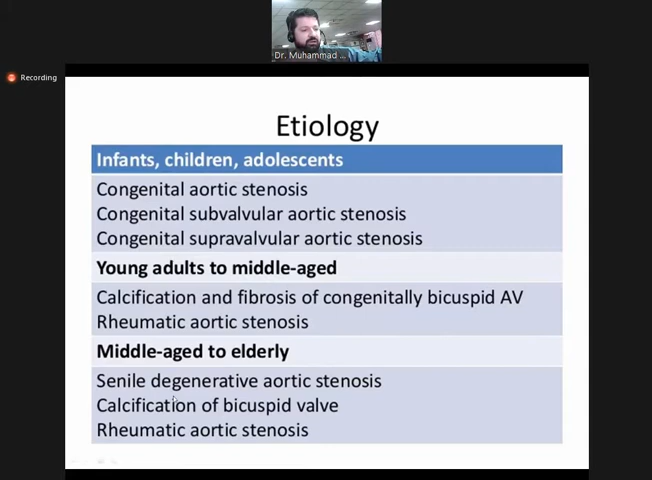 Dr. Muhammad ...
Recording
Etiology
Infants, children, adolescents
Congenital aortic stenosis
Congenital subvalvular aortic stenosis
Congenital supravalvular aortic stenosis
Young adults to middle-aged
Calcification and fibrosis of congenitally bicuspid AV
Rheumatic aortic stenosis
Middle-aged to elderly
Senile degenerative aortic stenosis
Calcification of bicuspid valve
Rheumatic aortic stenosis